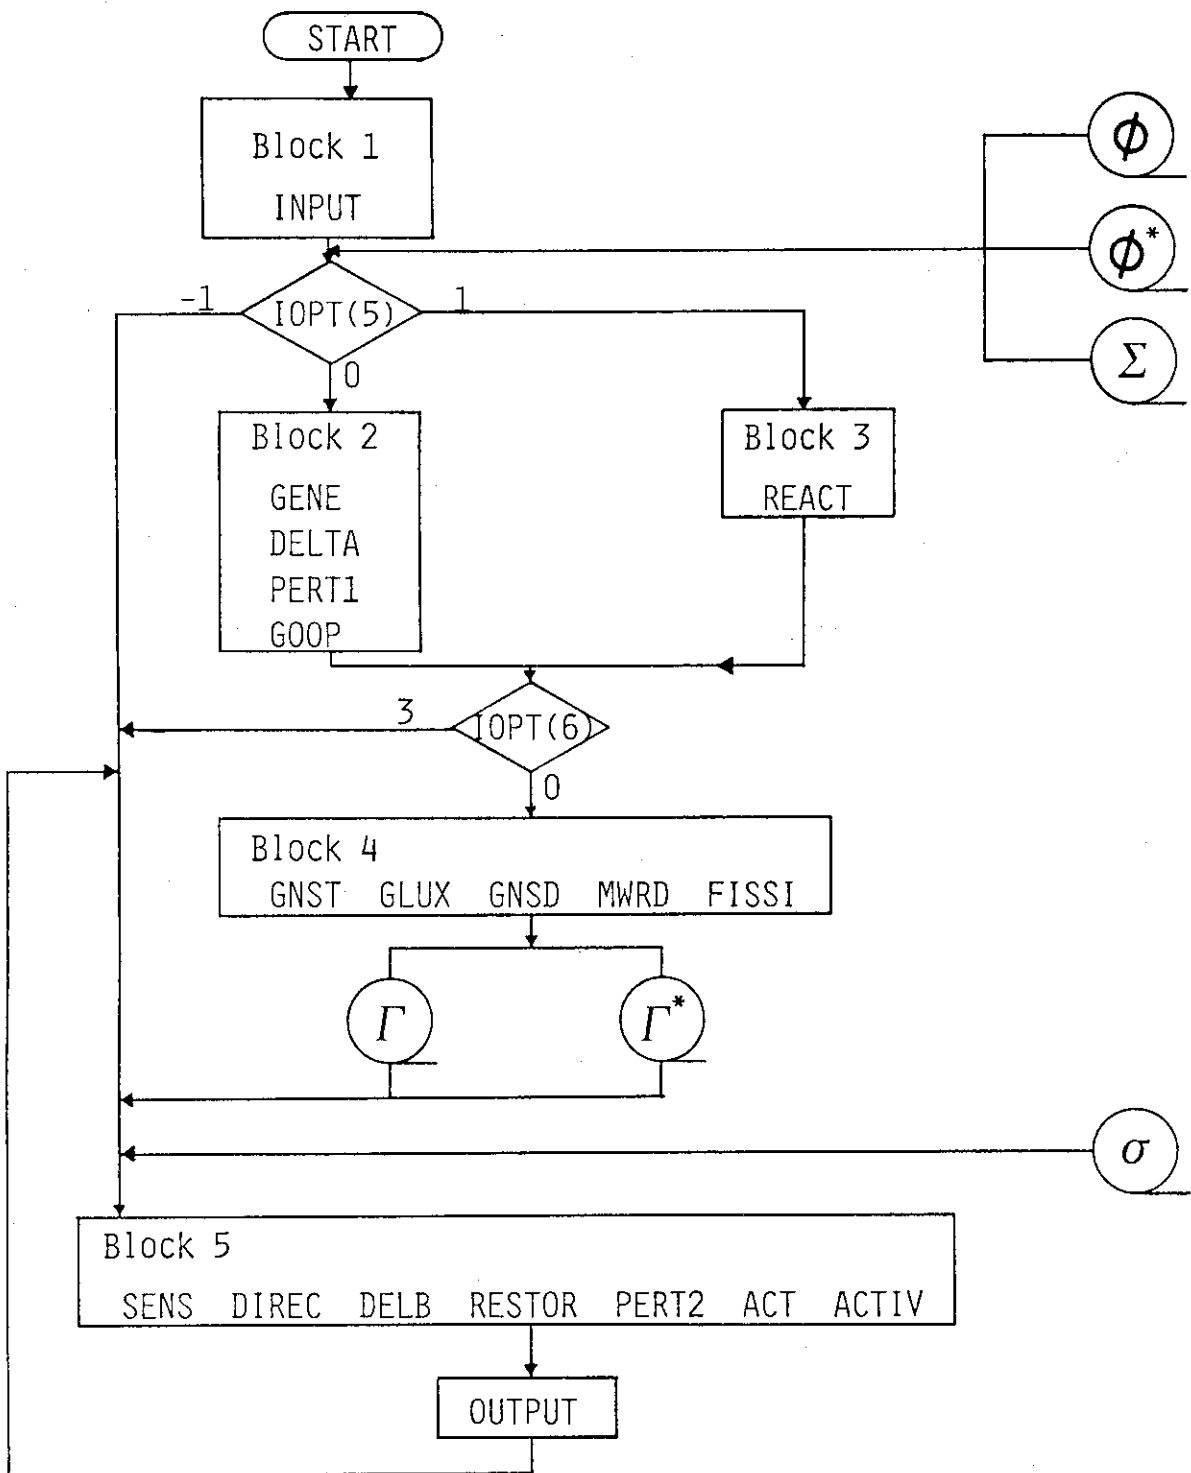 START
Block 1
INPUT
ϕ
ϕ*
Σ
-1
IOPT(5)
1
0
Block 2
GENE
DELTA
PERT1
GOOP
Block 3
REACT
3
IOPT(6)
0
Block 4
GNST GLUX GNSD MWRD FISSI
Γ
Γ*
σ
Block 5
SENS DIREC DELB RESTOR PERT2 ACT ACTIV
OUTPUT